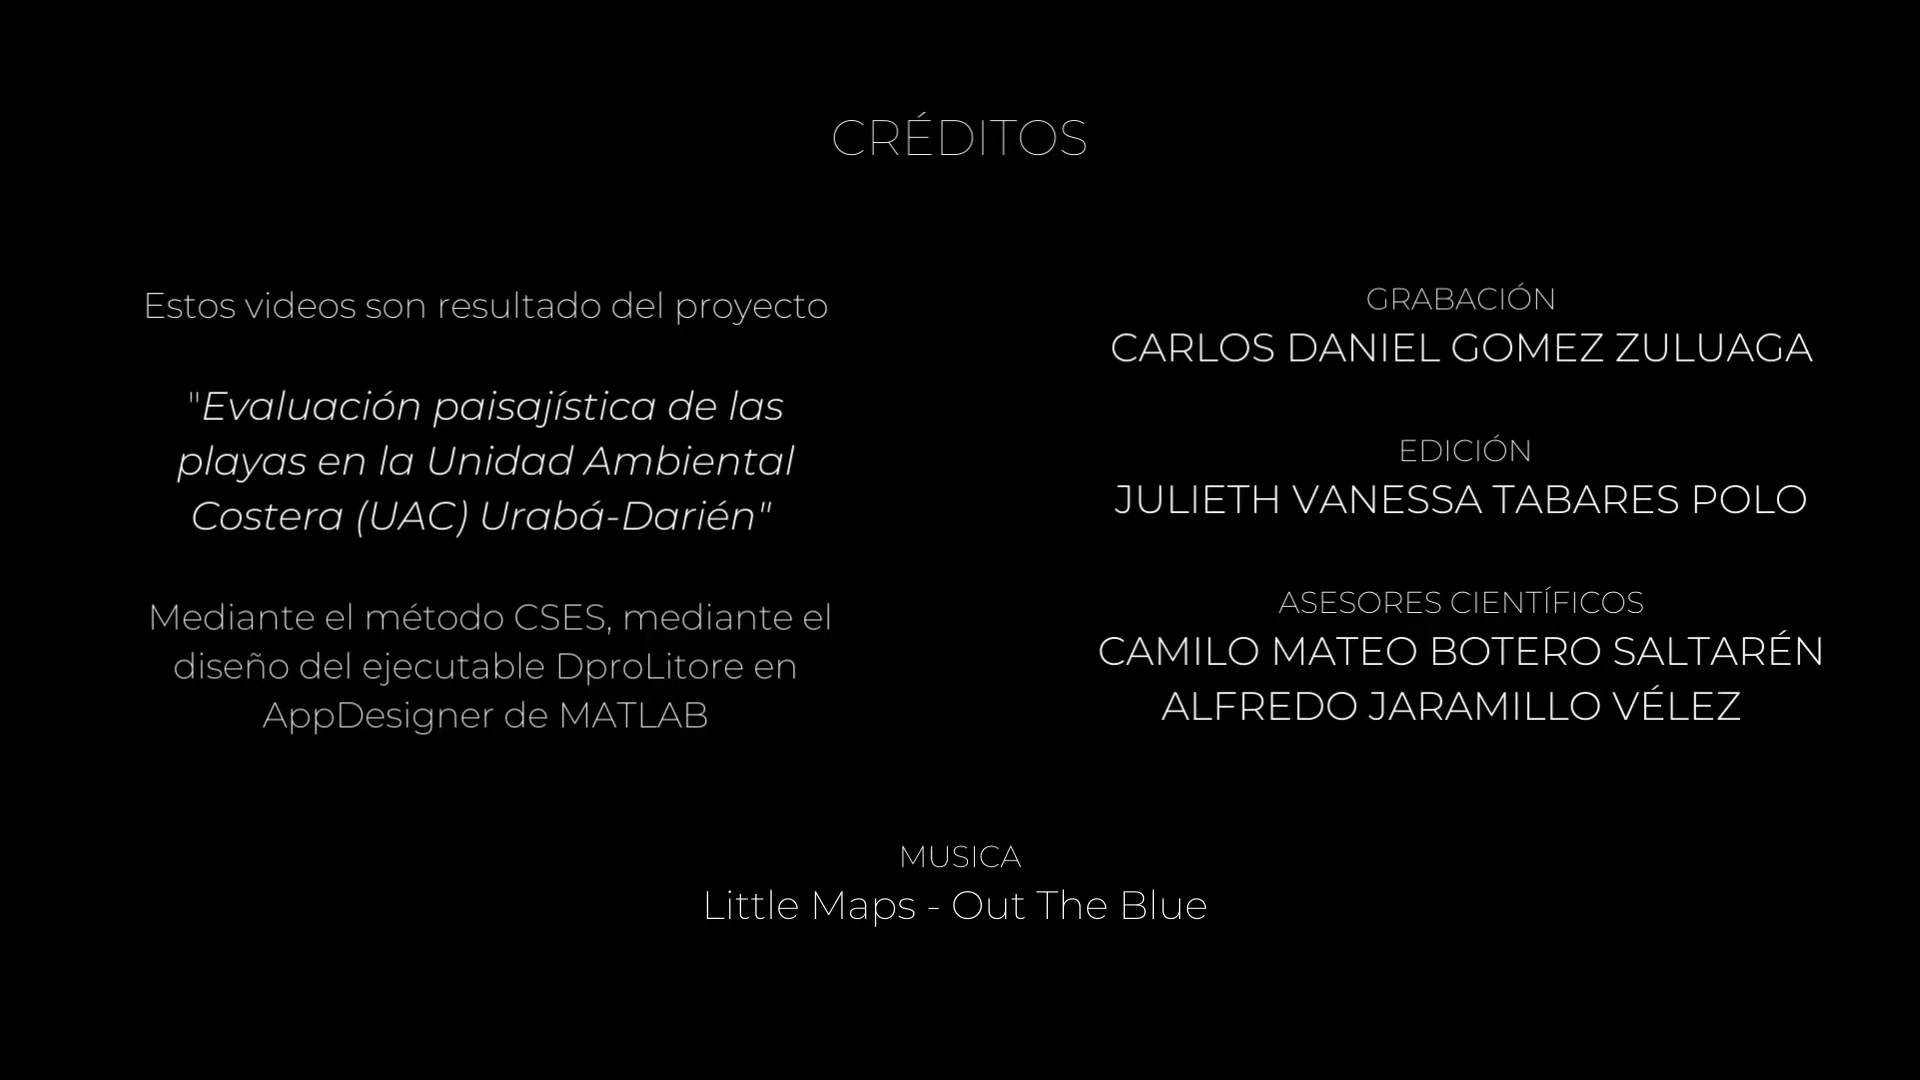 CRÉDITOS
Estos videos son resultado del proyecto
"Evaluación paisajística de las
playas en la Unidad Ambiental
Costera (UAC) Urabá-Darién"
Mediante el método CSES, mediante el
diseño del ejecutable DproLitore en
AppDesigner de MATLAB
GRABACIÓN
CARLOS DANIEL GOMEZ ZULUAGA
EDICIÓN
JULIETH VANESSA TABARES POLO
ASESORES CIENTÍFICOS
CAMILO MATEO BOTERO SALTARÉN
ALFREDO JARAMILLO VÉLEZ
MUSICA
Little Maps - Out The Blue